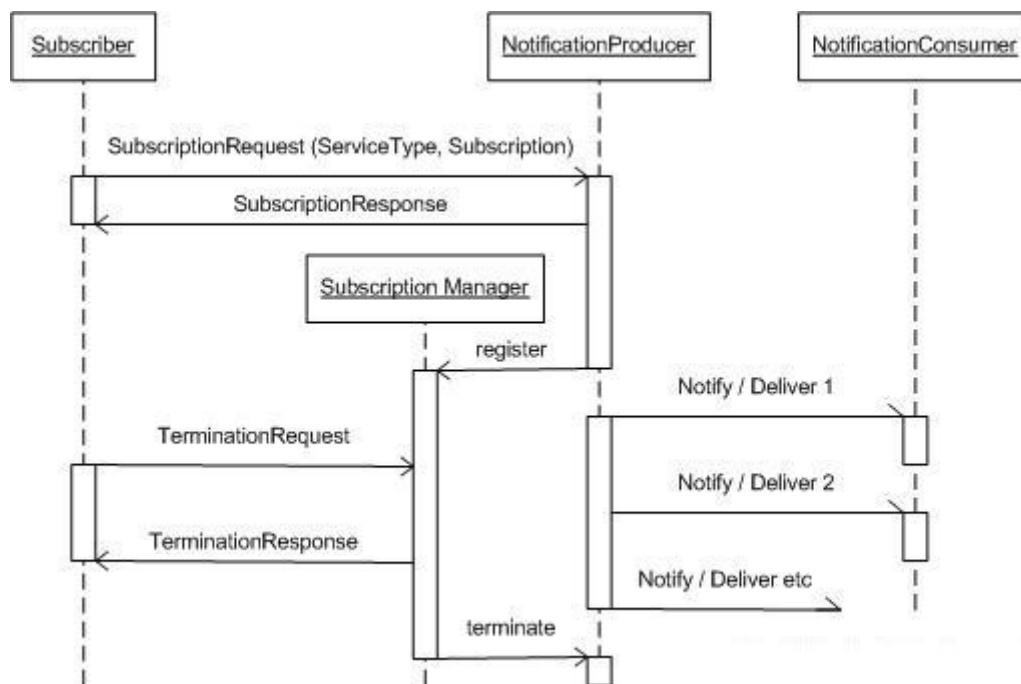 Subscriber
NotificationProducer
NotificationConsumer
SubscriptionRequest (ServiceType, Subscription)
SubscriptionResponse
Subscription Manager
register
Notify / Deliver 1
TerminationRequest
Notify / Deliver 2
TerminationResponse
Notify / Deliver etc
terminate